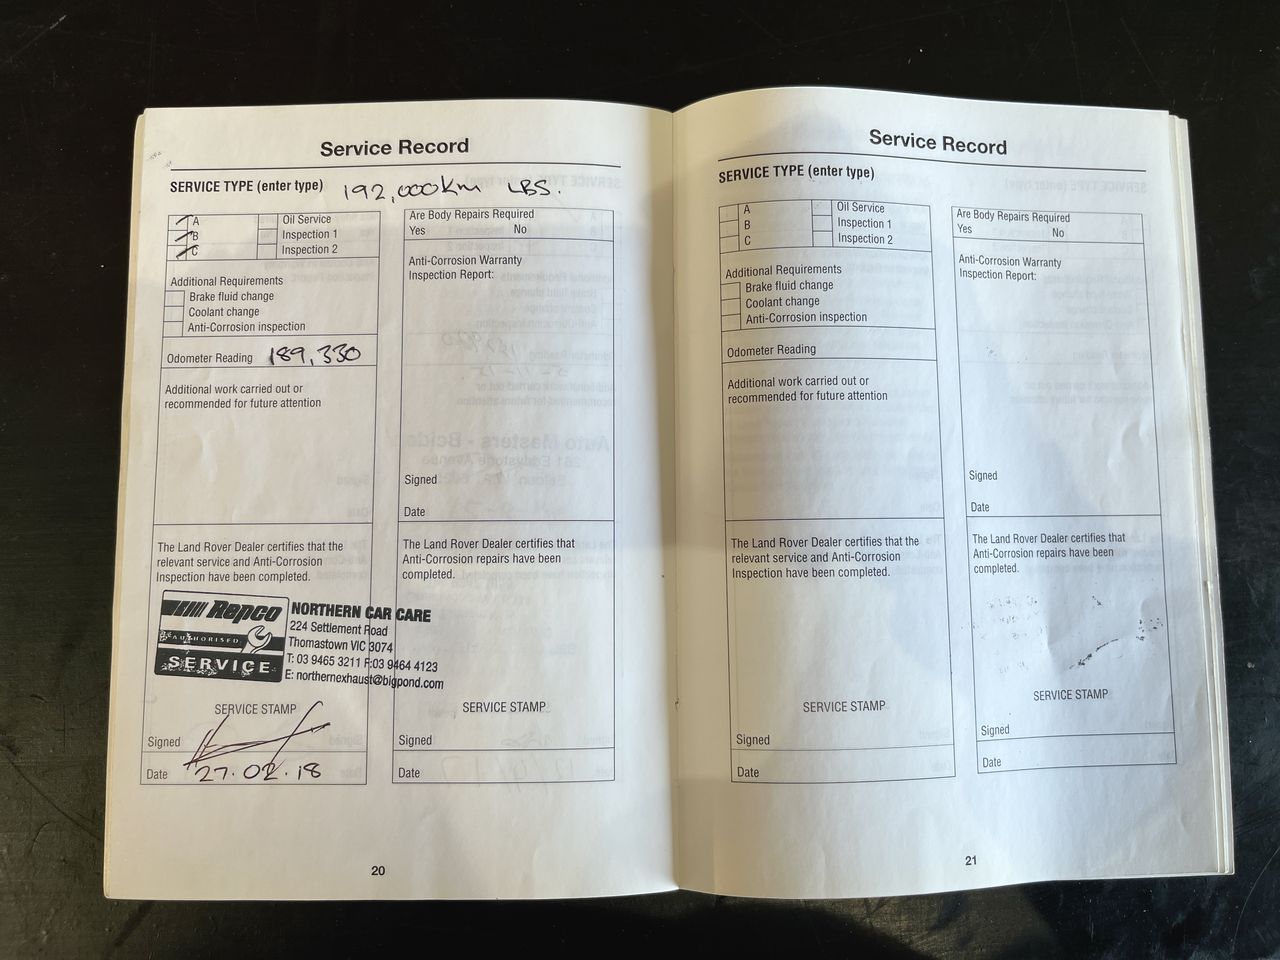 Service Record
SERVICE TYPE (enter type) 192,000km LBS.
A Oil Service
B Inspection 1
C Inspection 2
Additional Requirements
Brake fluid change
Coolant change
Anti-Corrosion inspection
Odometer Reading 189,330
Additional work carried out or
recommended for future attention
The Land Rover Dealer certifies that the
relevant service and Anti-Corrosion
Inspection have been completed.
Repco
AUTHORISED
SERVICE
NORTHERN CAR CARE
224 Settlement Road
Thomastown VIC 3074
T: 03 9465 3211 F:03 9464 4123
E: northernexhaust@bigpond.com
SERVICE STAMP
Signed
Date 27.02.18
Are Body Repairs Required
Yes No
Anti-Corrosion Warranty
Inspection Report:
Signed
Date
The Land Rover Dealer certifies that
Anti-Corrosion repairs have been
completed.
SERVICE STAMP
Signed
Date
20
Service Record
SERVICE TYPE (enter type)
A Oil Service
B Inspection 1
C Inspection 2
Additional Requirements
Brake fluid change
Coolant change
Anti-Corrosion inspection
Odometer Reading
Additional work carried out or
recommended for future attention
The Land Rover Dealer certifies that the
relevant service and Anti-Corrosion
Inspection have been completed.
SERVICE STAMP
Signed
Date
Are Body Repairs Required
Yes No
Anti-Corrosion Warranty
Inspection Report:
Signed
Date
The Land Rover Dealer certifies that
Anti-Corrosion repairs have been
completed.
SERVICE STAMP
Signed
Date
21